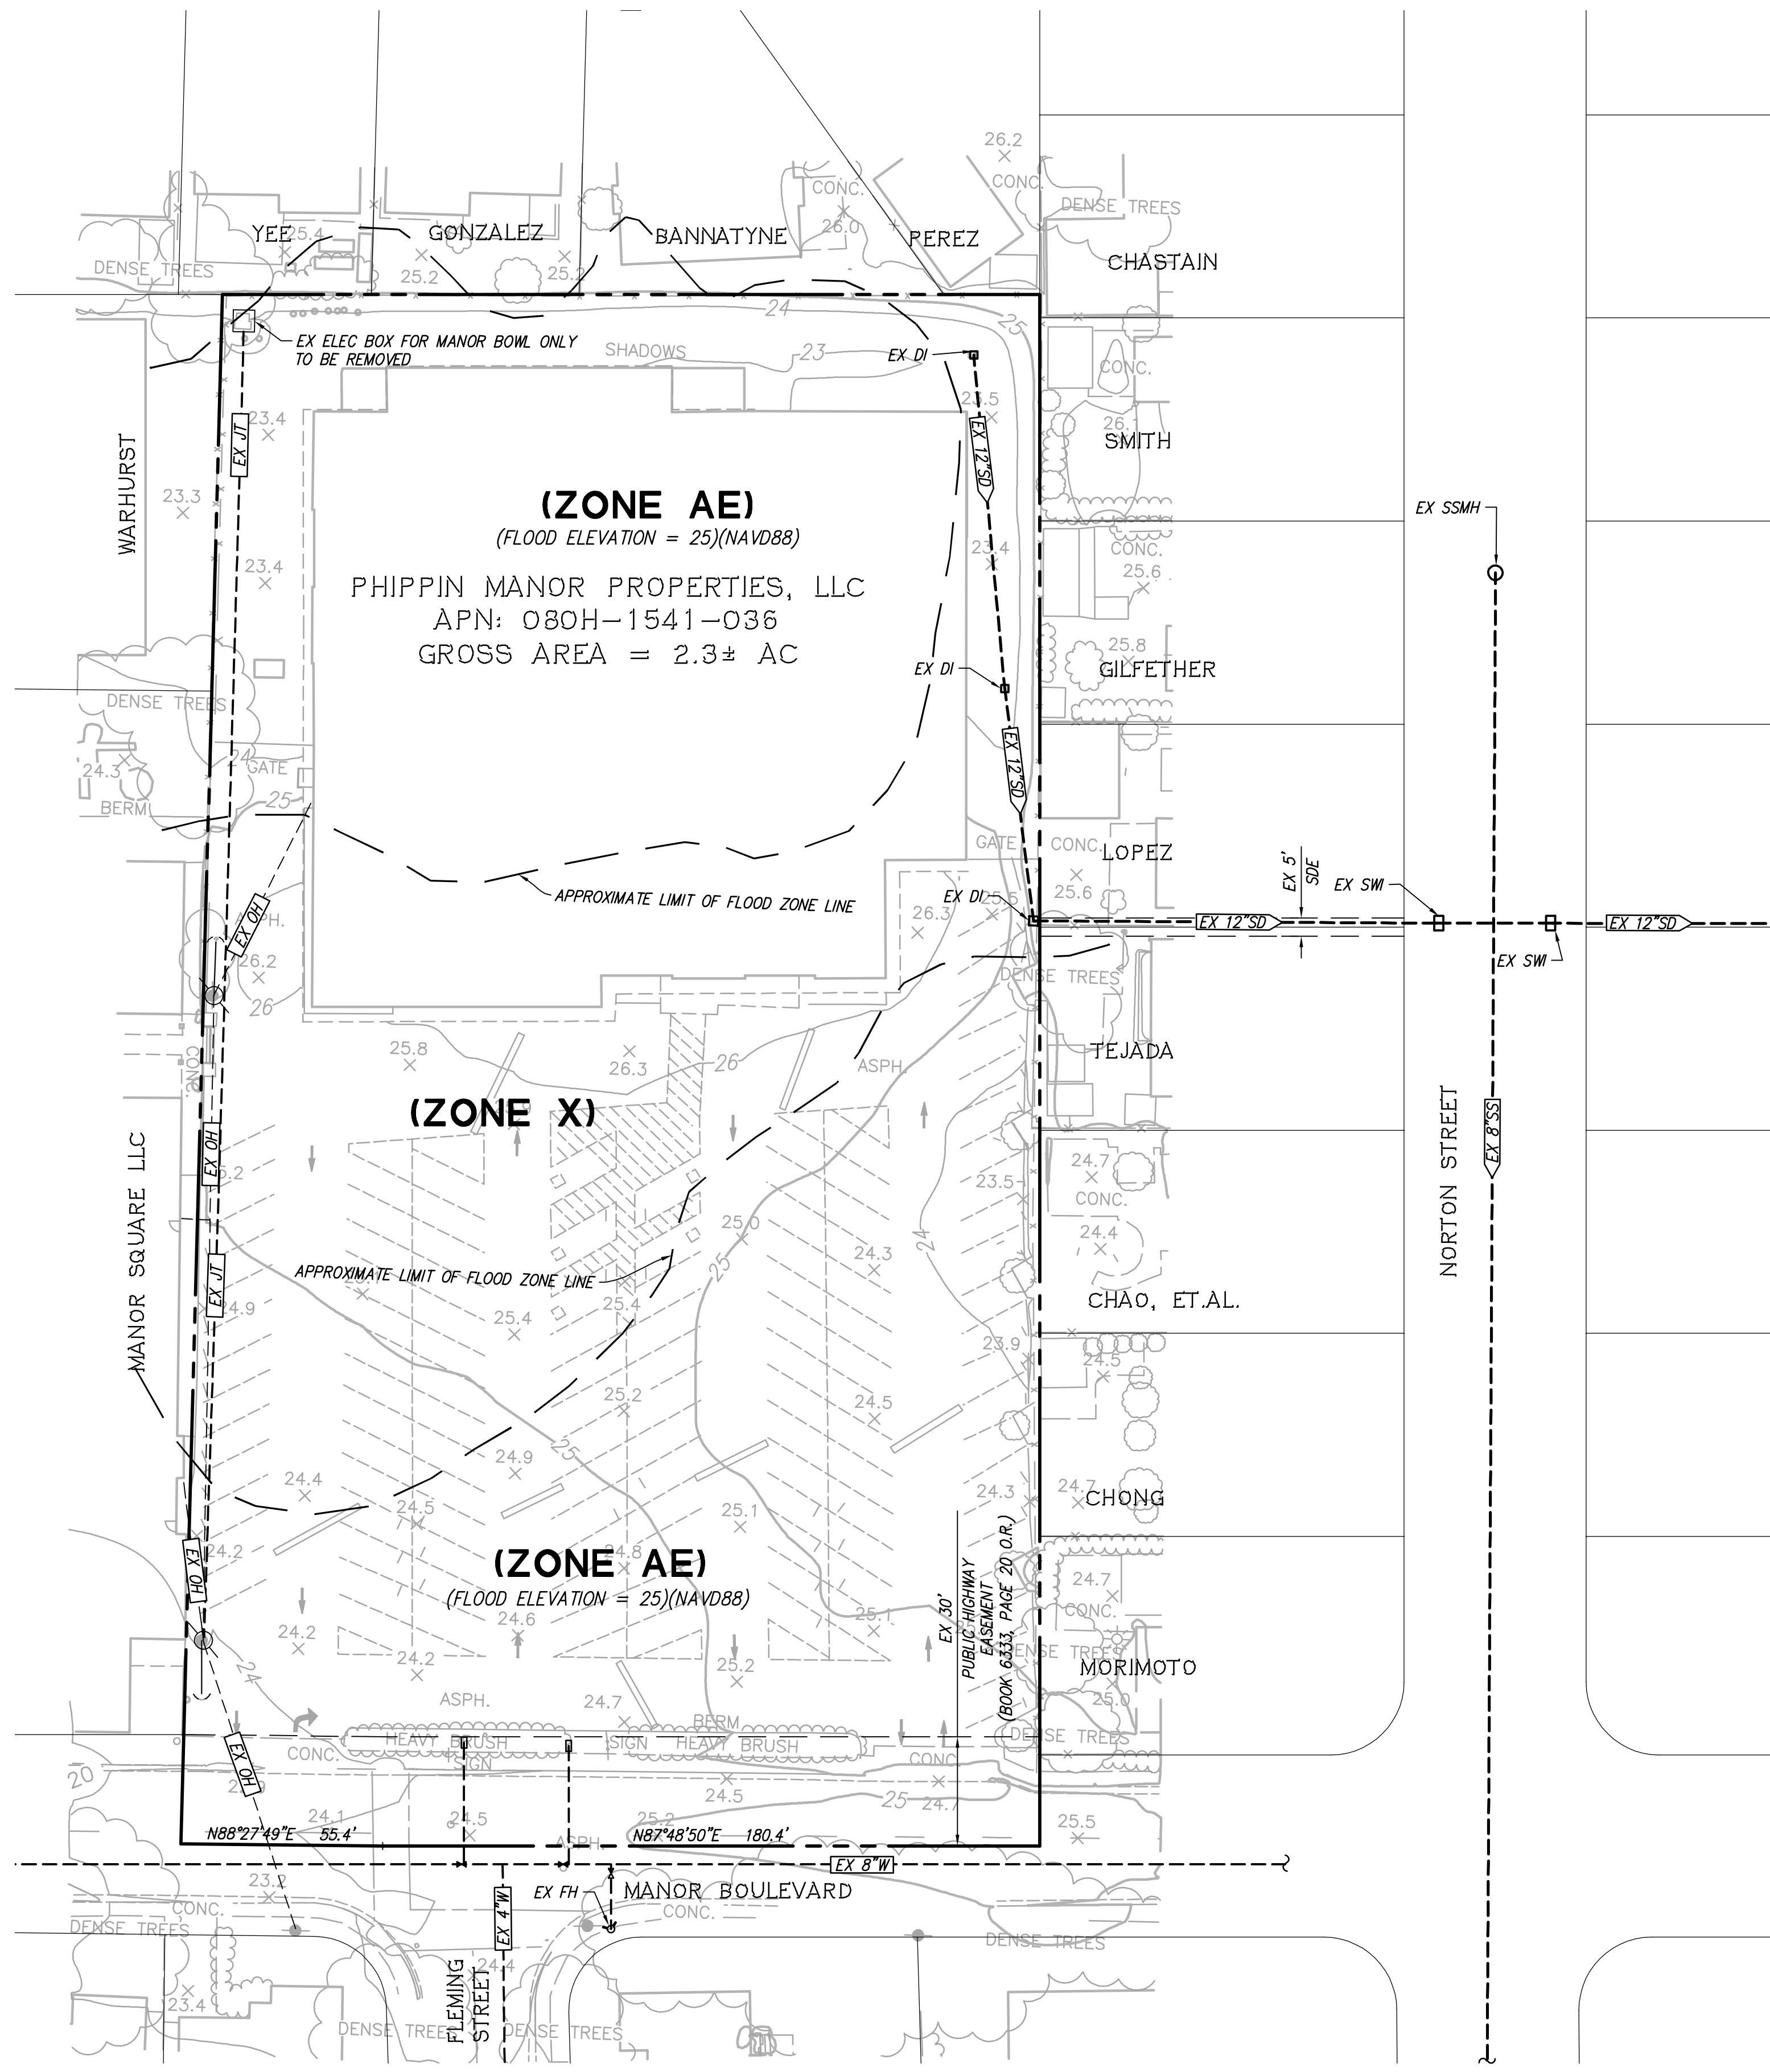 26.2
CONC.
CONC.
DENSE TREES
26.0
YEE
25.4
GONZALEZ
BANNATYNE
PEREZ
CHASTAIN
DENSE TREES
25.2
25.2
24
25
EX ELEC BOX FOR MANOR BOWL ONLY
TO BE REMOVED
SHADOWS
23
EX DI
CONC.
23.4
23.5
26.1
SMITH
WARHURST
EX JT
EX 12"SD
23.3
(ZONE AE)
(FLOOD ELEVATION = 25)(NAVD88)
EX SSMH
23.4
23.4
CONC.
25.6
PHIPPIN MANOR PROPERTIES, LLC
APN: 080H-1541-036
GROSS AREA = 2.3± AC
25.8
GILFETHER
EX DI
DENSE TREES
24
GATE
24.3
25
BERM
EX 12"SD
GATE
CONC.
LOPEZ
25.6
EX 5'
SDE
EX SWI
APPROXIMATE LIMIT OF FLOOD ZONE LINE
EX DI
25.5
26.3
EX OH
EX 12"SD
EX 12"SD
EX SWI
26.2
26
DENSE TREES
25.8
26.3
26
ASPH.
TEJADA
CONC.
(ZONE X)
EX OH
EX 8"SS
NORTON STREET
24.7
CONC.
23.5
24.4
25.0
24
24.3
25
MANOR SQUARE LLC
EX JT
APPROXIMATE LIMIT OF FLOOD ZONE LINE
24.9
25.4
25.4
CHAO, ET.AL.
23.9
24.5
25.2
24.5
25
24.9
24.4
24.5
25.1
24.3
24.7
CHONG
24.2
EX OH
24.8
(ZONE AE)
(FLOOD ELEVATION = 25)(NAVD88)
24.6
25.1
24.7
CONC.
EX 30'
PUBLIC HIGHWAY
EASEMENT
(BOOK 6333, PAGE 20 O.R.)
DENSE TREES
24.2
24.2
24
25.2
MORIMOTO
25.0
ASPH.
24.7
BERM
HEAVY BRUSH
SIGN
HEAVY BRUSH
DENSE TREES
CONC.
SIGN
CONC.
20
EX OH
24.5
25
24.7
24.1
24.5
25.2
25.5
N88°27'49"E 55.4'
ASPH.
N87°48'50"E 180.4'
EX 8"W
23.2
EX 4"W
EX FH
MANOR BOULEVARD
CONC.
CONC.
DENSE TREES
DENSE TREES
24.4
23.4
FLEMING
STREET
DENSE TREES
DENSE TREES